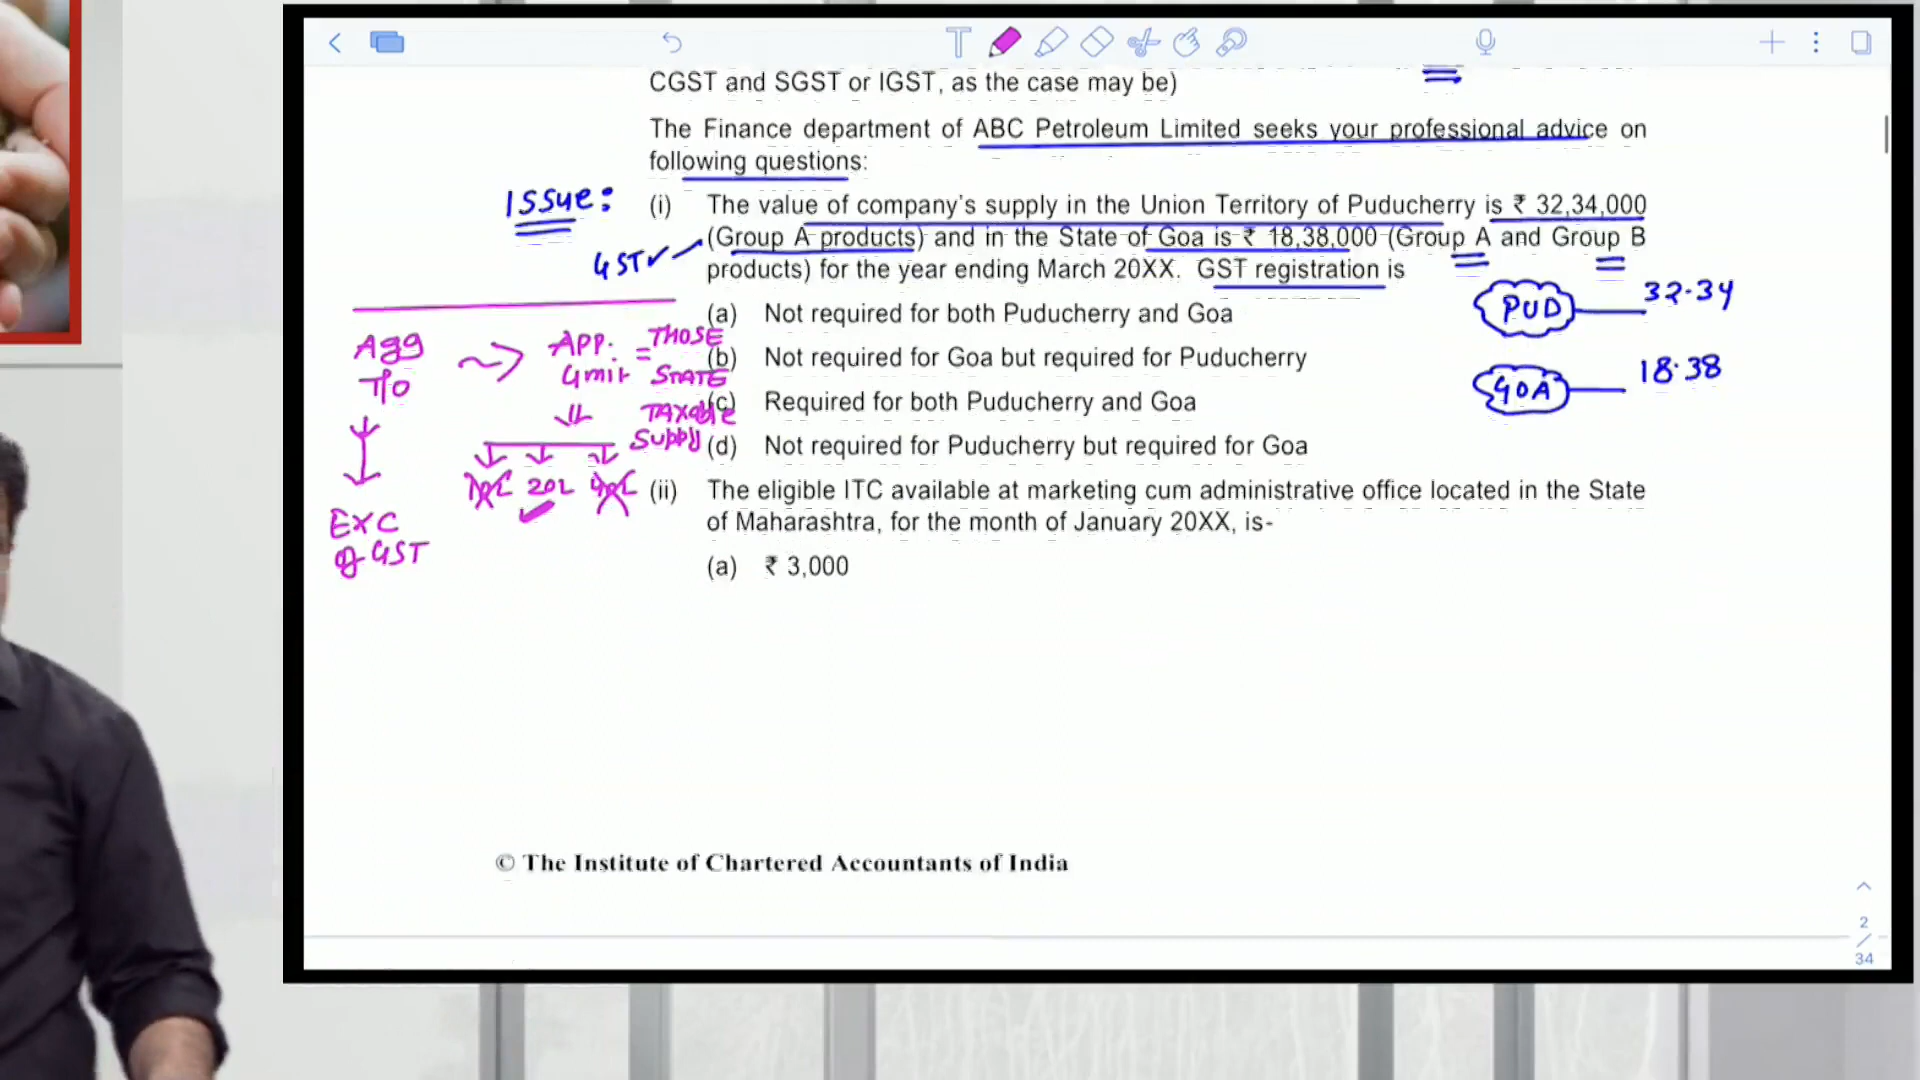 CGST and SGST or IGST, as the case may be)
The Finance department of ABC Petroleum Limited seeks your professional advice on
following questions:
Issue:
(i) The value of company's supply in the Union Territory of Puducherry is ₹ 32,34,000
(Group A products) and in the State of Goa is ₹ 18,38,000 (Group A and Group B
GST✓
products) for the year ending March 20XX. GST registration is
(a) Not required for both Puducherry and Goa
(b) Not required for Goa but required for Puducherry
(c) Required for both Puducherry and Goa
(d) Not required for Puducherry but required for Goa
PUD 32.34
GOA 18.38
Agg
T/O
APP.
Limit
= THOSE
STATE
TAXable
Supply
10L 20L 40L
EXC
of GST
(ii) The eligible ITC available at marketing cum administrative office located in the State
of Maharashtra, for the month of January 20XX, is-
(a) ₹ 3,000
© The Institute of Chartered Accountants of India
2
/
34